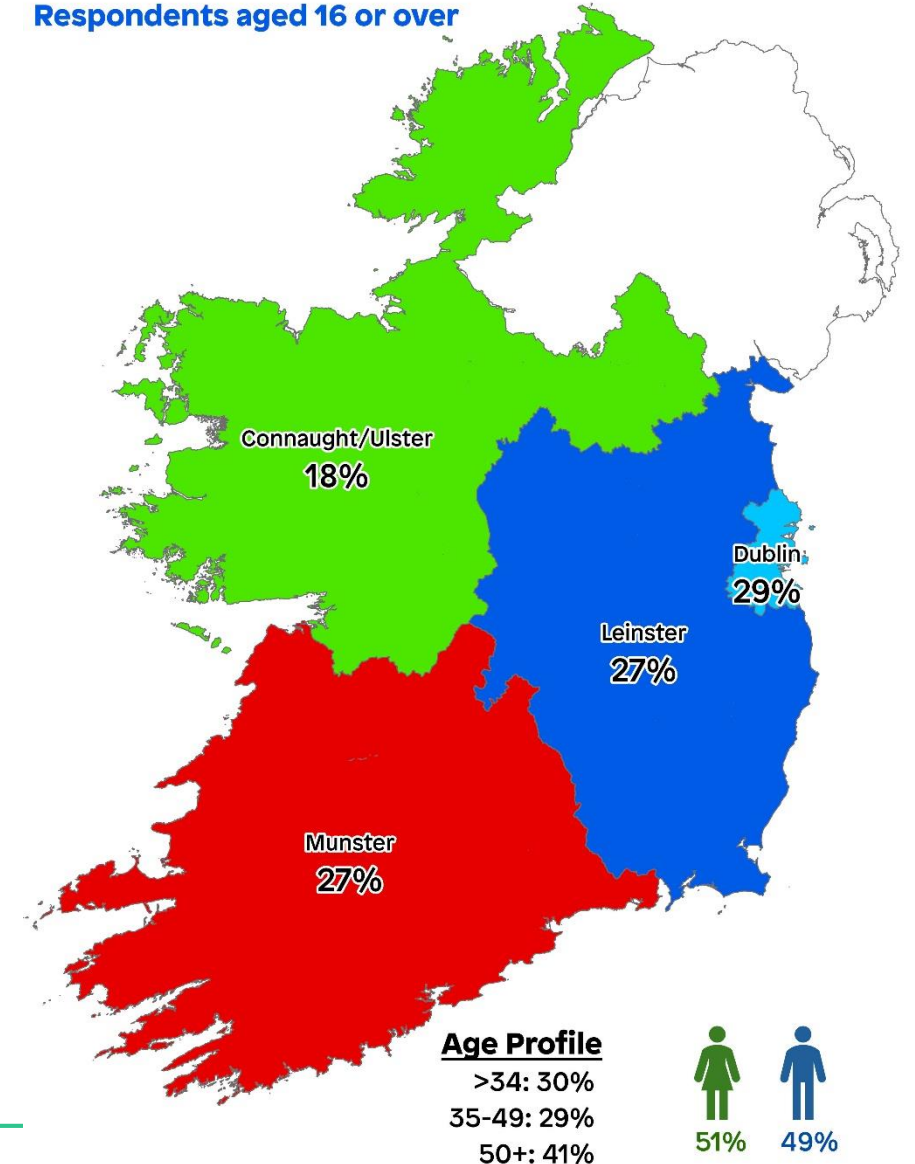 Respondents aged 16 or over
Connaught/Ulster
18%
Dublin
29%
Leinster
27%
Munster
27%
Age Profile
>34: 30%
35-49: 29%
50+: 41%
51% 49%